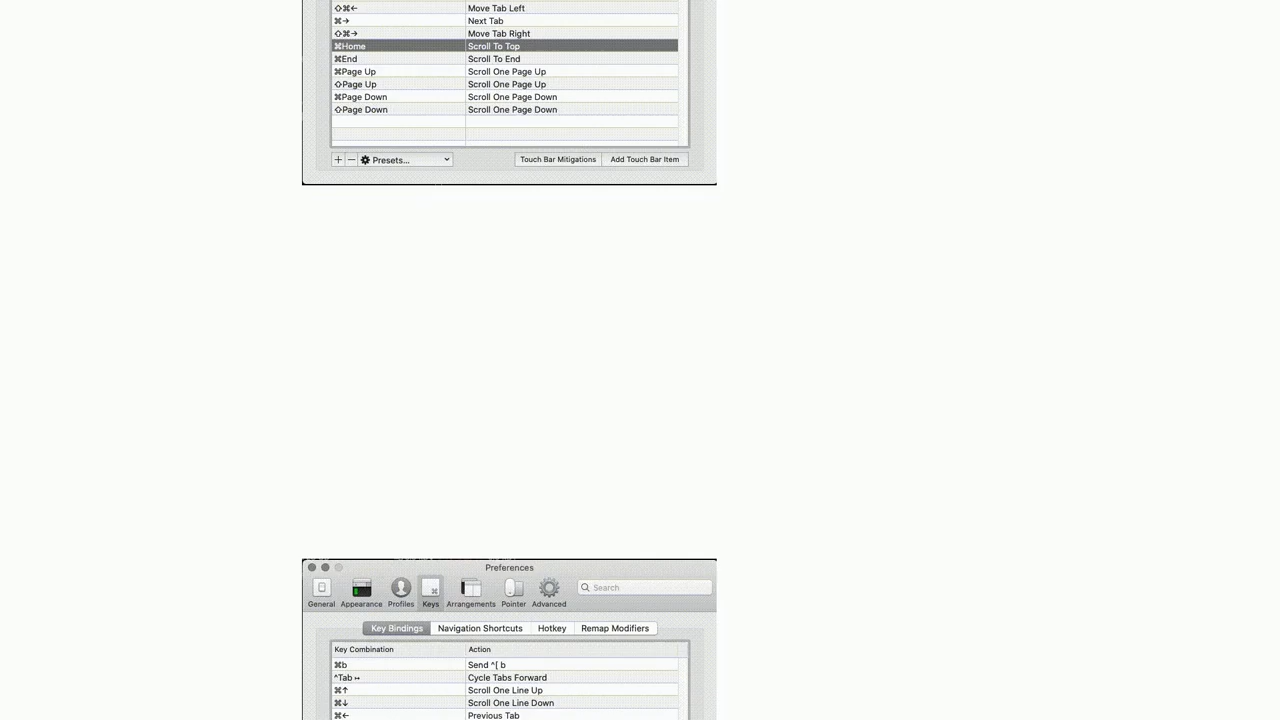 ⇧⌘← Move Tab Left
⌘→ Next Tab
⇧⌘→ Move Tab Right
⌘Home Scroll To Top
⌘End Scroll To End
⌘Page Up Scroll One Page Up
⇧Page Up Scroll One Page Up
⌘Page Down Scroll One Page Down
⇧Page Down Scroll One Page Down
+ − Presets... Touch Bar Mitigations Add Touch Bar Item
Preferences
General Appearance Profiles Keys Arrangements Pointer Advanced Search
Key Bindings Navigation Shortcuts Hotkey Remap Modifiers
Key Combination Action
⌘b Send ^[ b
^Tab ↔ Cycle Tabs Forward
⌘↑ Scroll One Line Up
⌘↓ Scroll One Line Down
⌘← Previous Tab